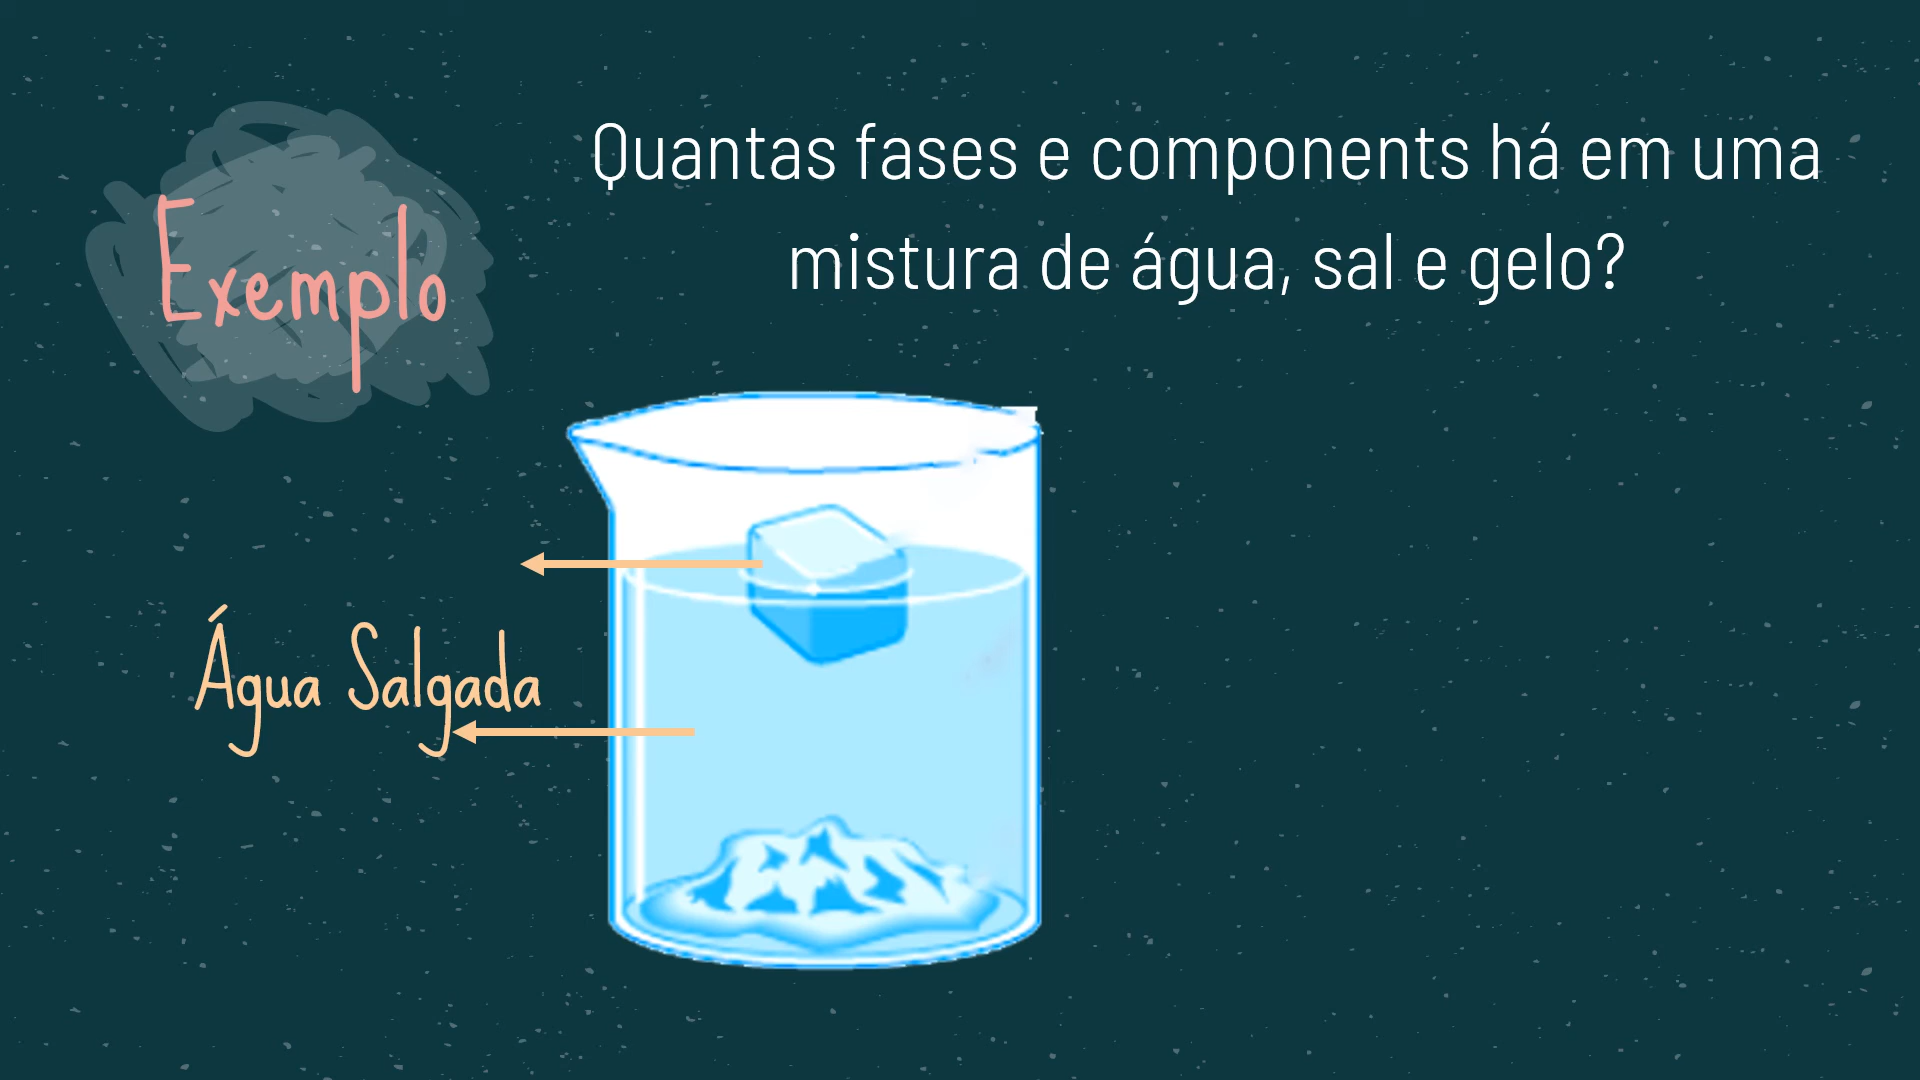 Exemplo
Quantas fases e components há em uma
mistura de água, sal e gelo?
Água Salgada